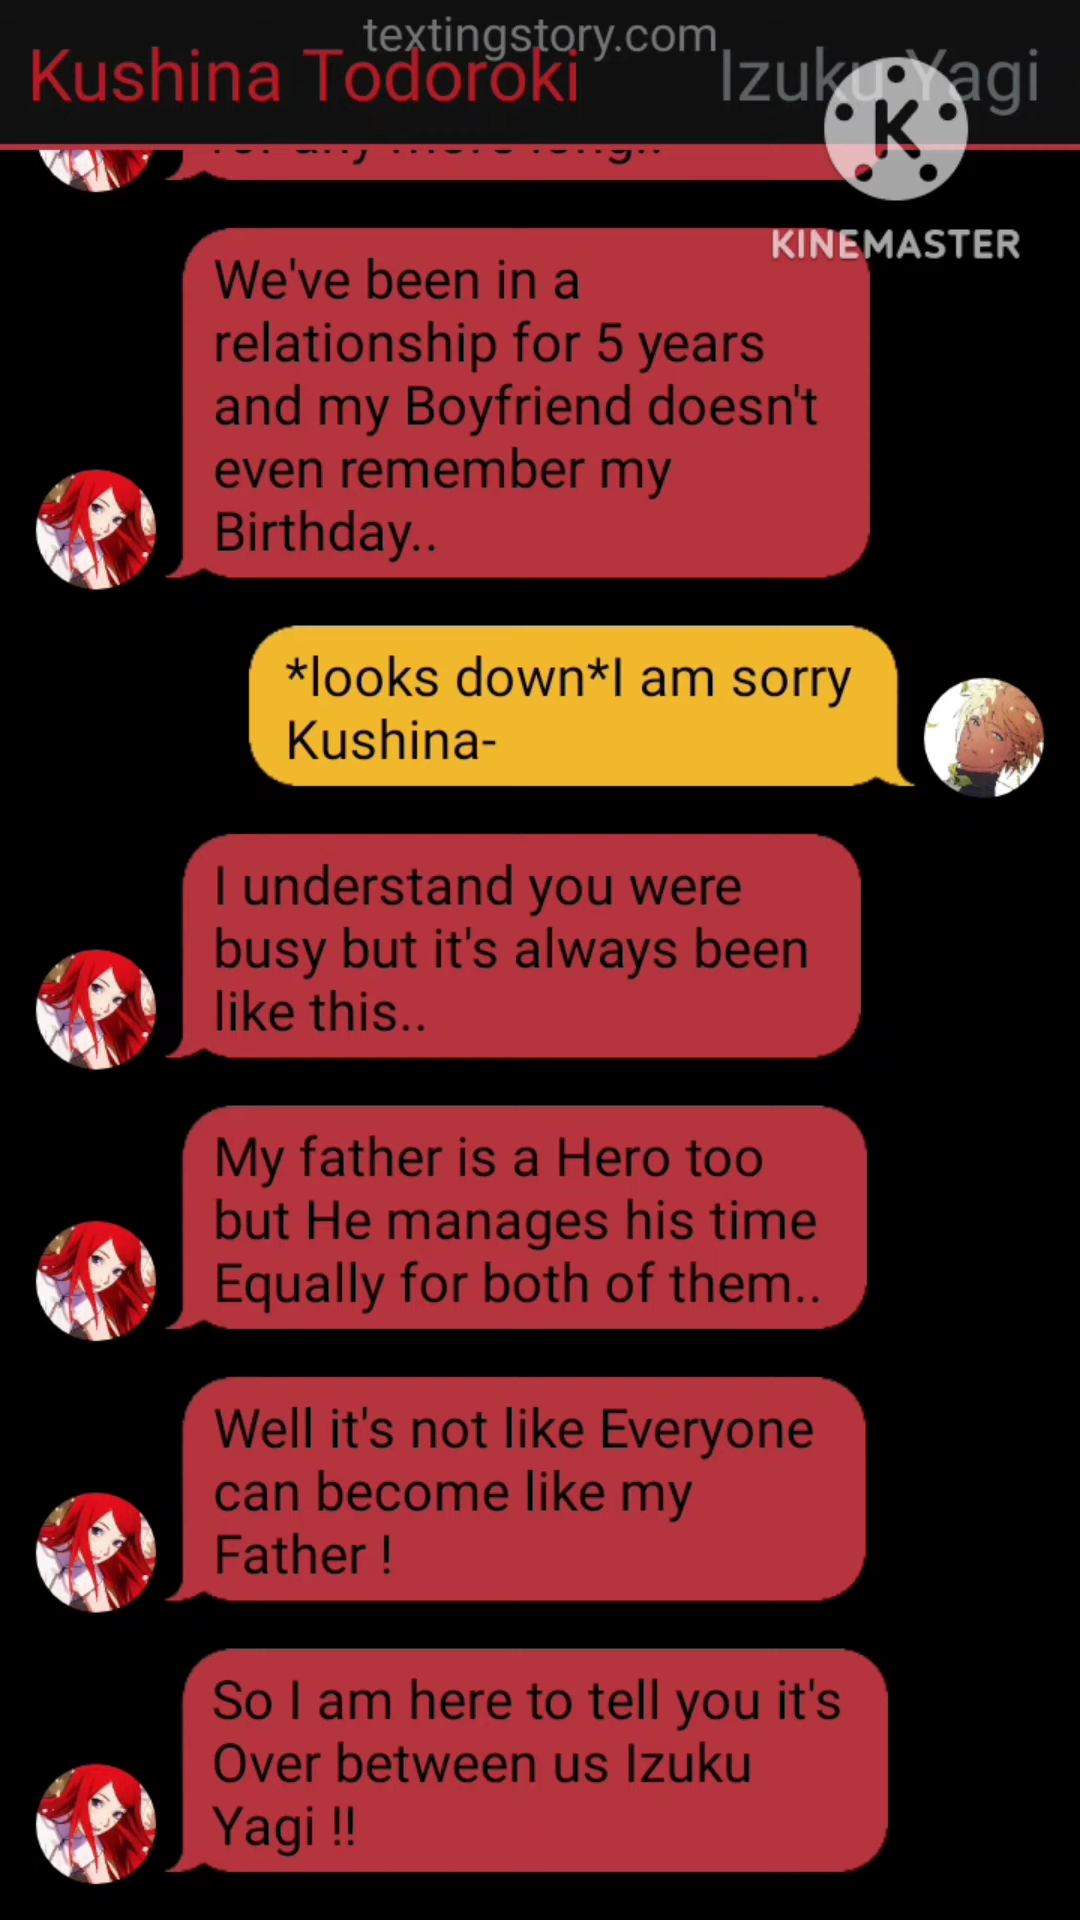 textingstory.com
Kushina Todoroki
Izuku Yagi
K
KINEMASTER
We've been in a
relationship for 5 years
and my Boyfriend doesn't
even remember my
Birthday..
*looks down*I am sorry
Kushina-
I understand you were
busy but it's always been
like this..
My father is a Hero too
but He manages his time
Equally for both of them..
Well it's not like Everyone
can become like my
Father !
So I am here to tell you it's
Over between us Izuku
Yagi !!